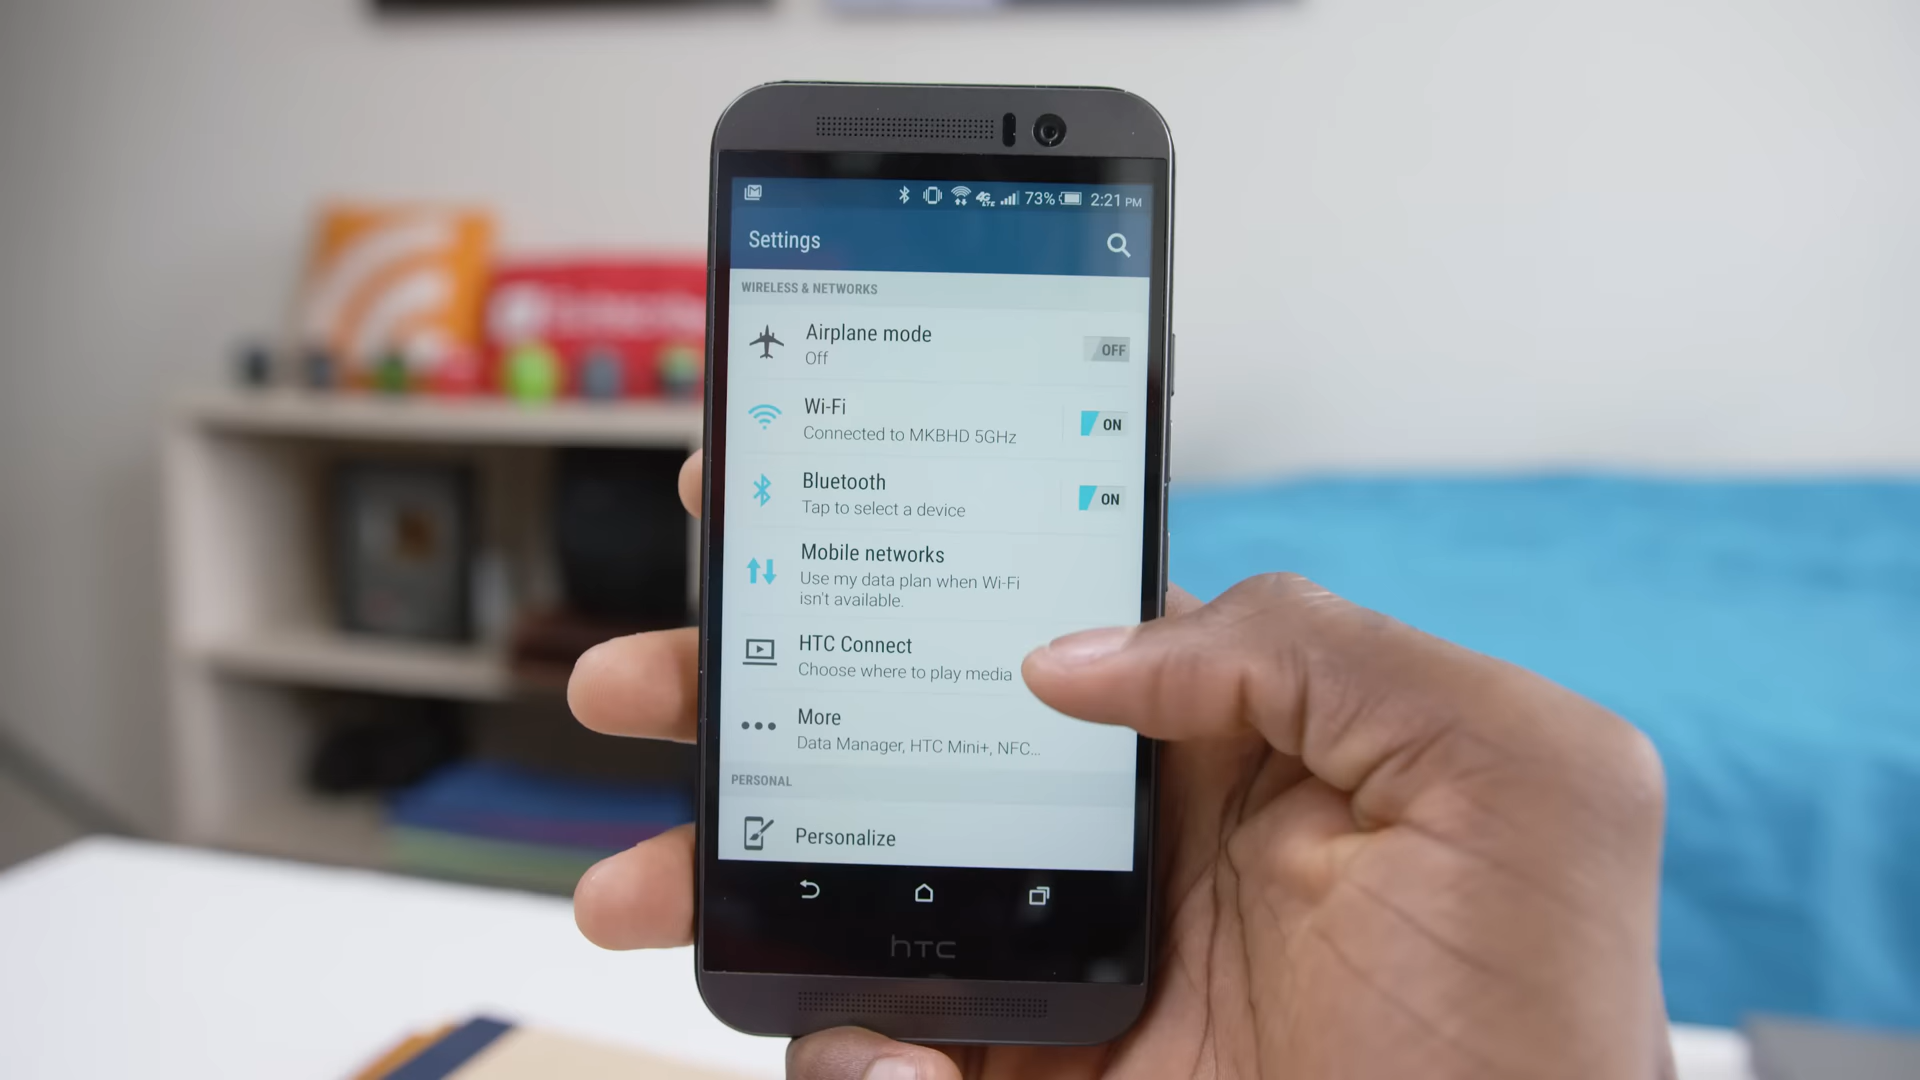 4G LTE 73% 2:21 PM
Settings
WIRELESS & NETWORKS
Airplane mode
Off
OFF
Wi-Fi
Connected to MKBHD 5GHz
ON
Bluetooth
Tap to select a device
ON
Mobile networks
Use my data plan when Wi-Fi
isn't available.
HTC Connect
Choose where to play media
More
Data Manager, HTC Mini+, NFC...
PERSONAL
Personalize
hTC